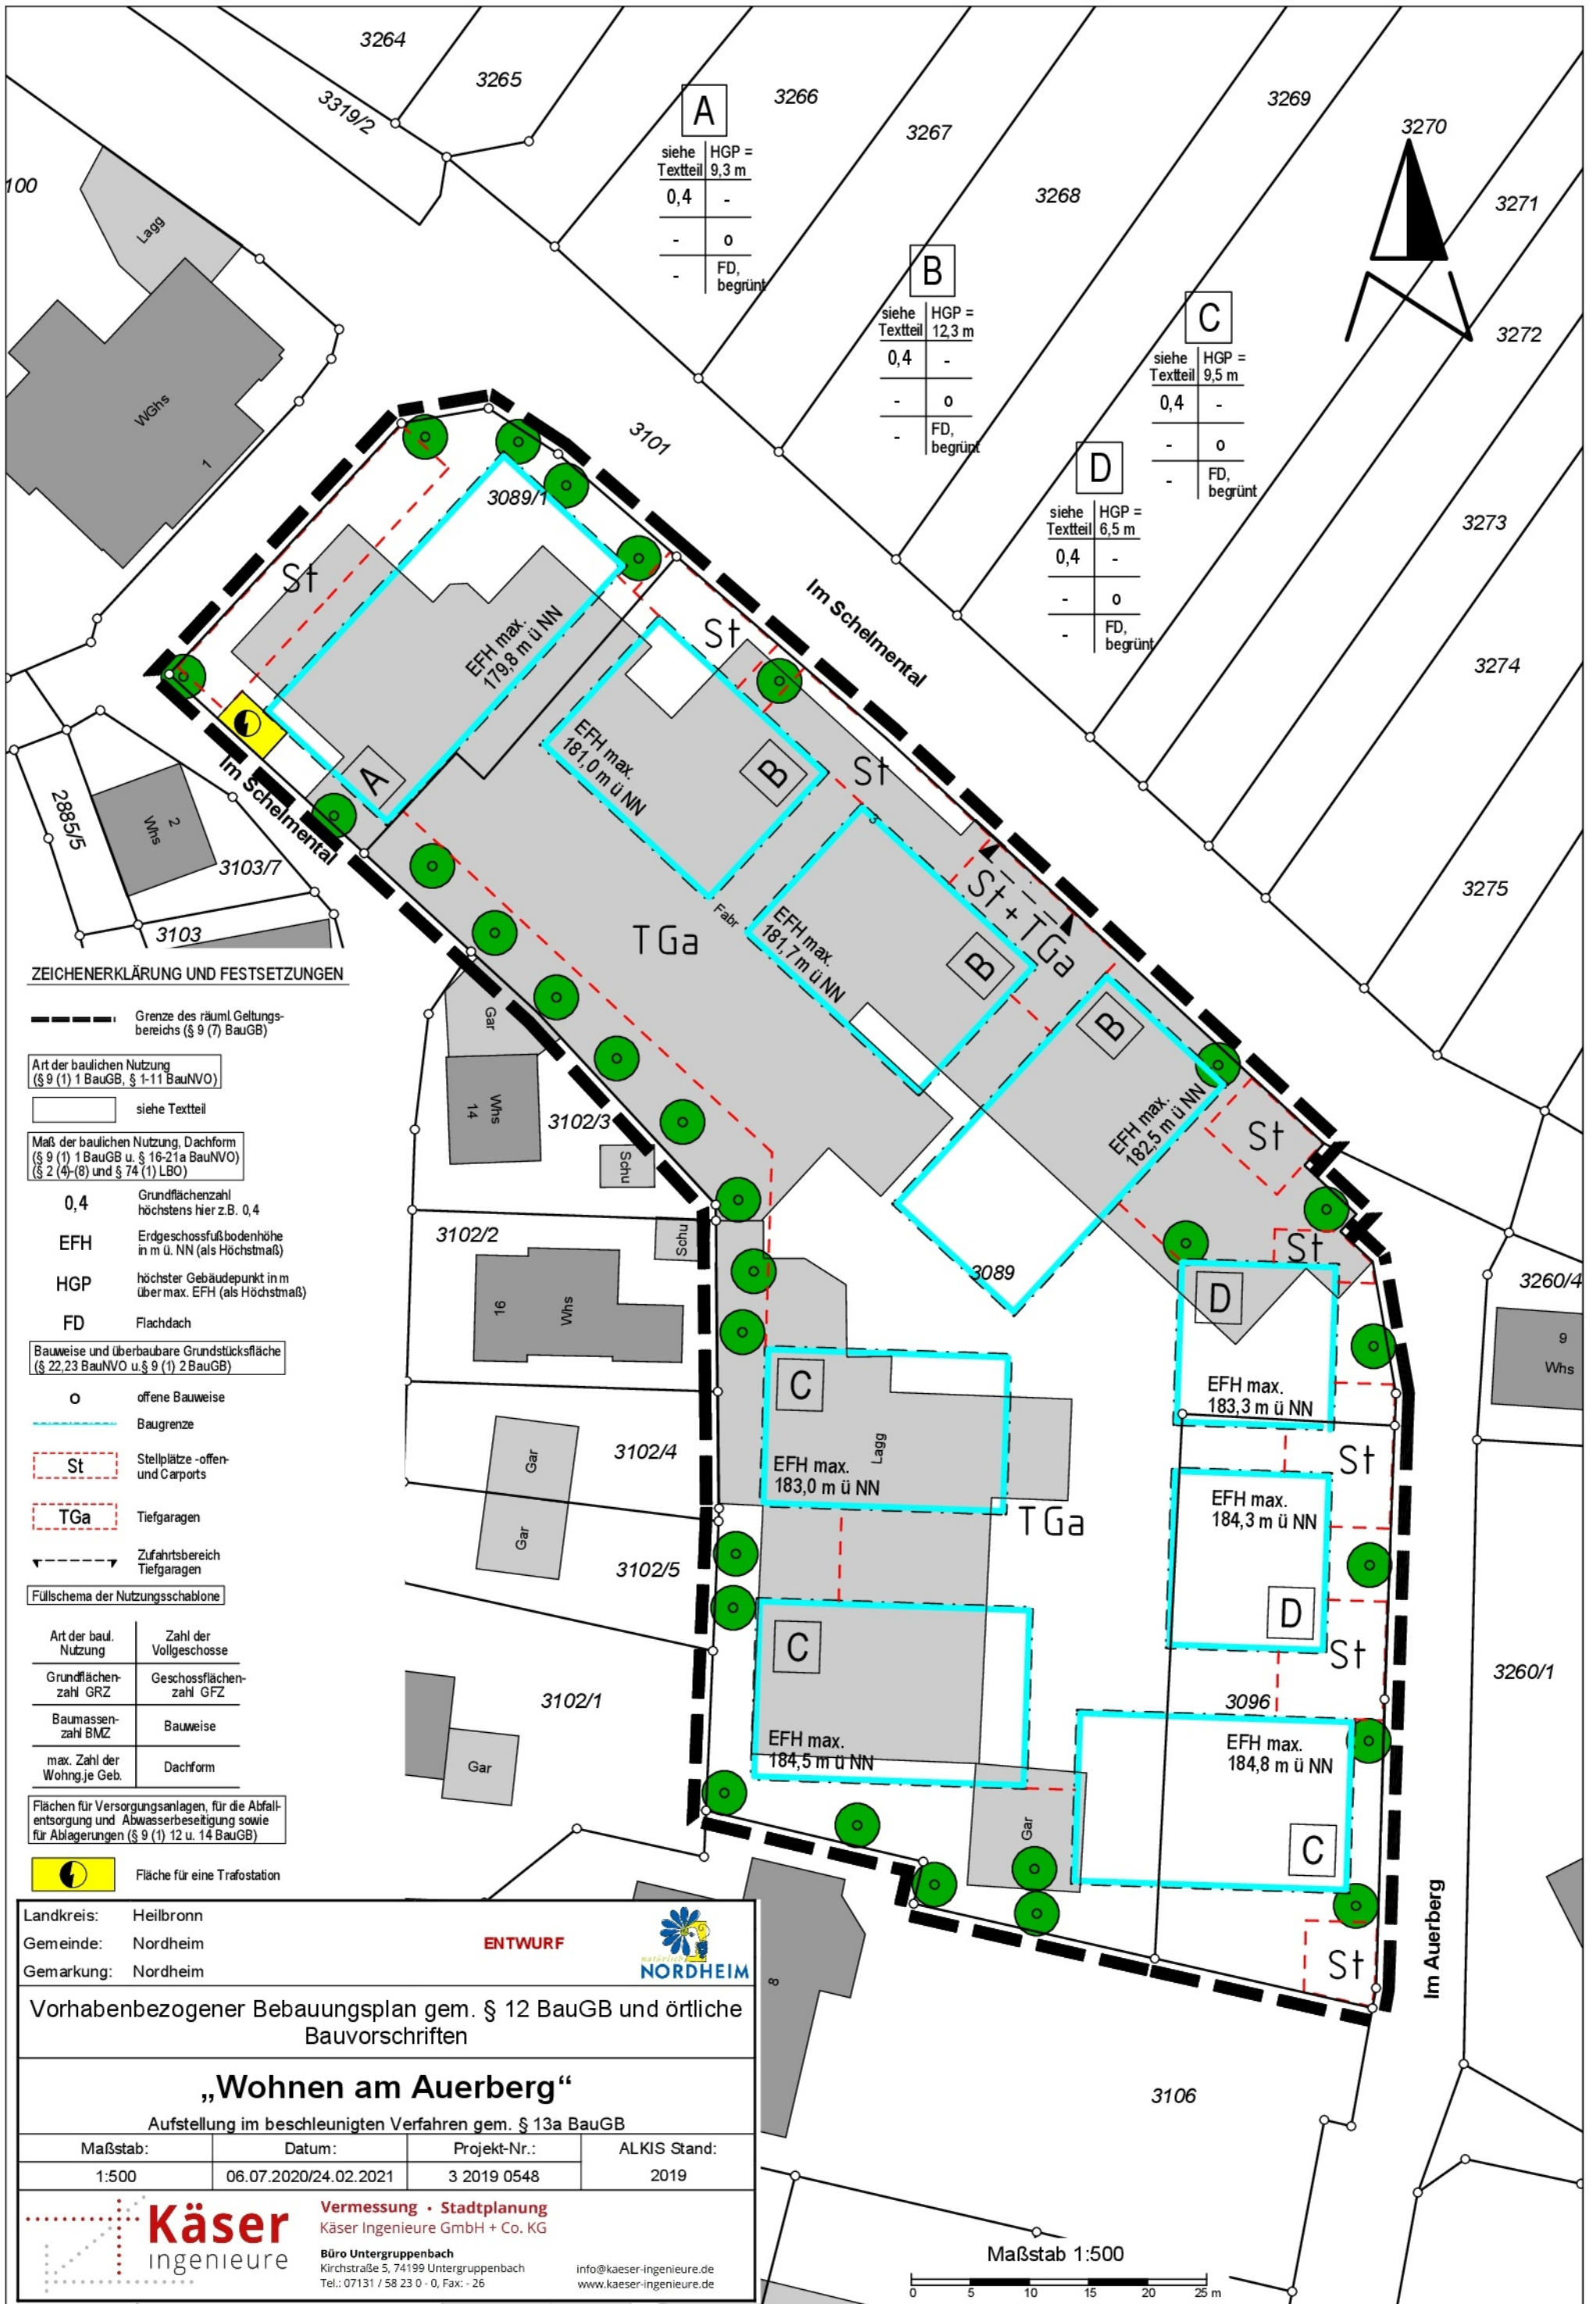 3264
3265
3319/2
3266
3267
3268
3269
3270
3271
3272
3273
3274
3275
100
Lagg
WGhs
1
A
siehe Textteil
HGP = 9,3 m
0,4
-
-
o
-
FD, begrünt
B
siehe Textteil
HGP = 12,3 m
0,4
-
-
o
-
FD, begrünt
C
siehe Textteil
HGP = 9,5 m
0,4
-
-
o
-
FD, begrünt
D
siehe Textteil
HGP = 6,5 m
0,4
-
-
o
-
FD, begrünt
3101
3089/1
St
EFH max.
179,8 m ü NN
A
St
Im Schelmental
EFH max.
181,0 m ü NN
B
St
Im Schelmental
2885/5
2
Whs
3103/7
3103
3
Fabr
TGa
EFH max.
181,7 m ü NN
B
St + TGa
B
EFH max.
182,5 m ü NN
St
St
3089
Gar
14
Whs
3102/3
Schu
3102/2
Schu
16
Whs
D
EFH max.
183,3 m ü NN
3260/4
9
Whs
C
EFH max.
183,0 m ü NN
Lagg
TGa
3102/4
Gar
Gar
3102/5
St
EFH max.
184,3 m ü NN
D
St
3260/1
3102/1
Gar
C
EFH max.
184,5 m ü NN
3096
EFH max.
184,8 m ü NN
C
Gar
St
Im Auerberg
8
3106
ZEICHENERKLÄRUNG UND FESTSETZUNGEN
Grenze des räuml.Geltungs-
bereichs (§ 9 (7) BauGB)
Art der baulichen Nutzung
(§ 9 (1) 1 BauGB, § 1-11 BauNVO)
siehe Textteil
Maß der baulichen Nutzung, Dachform
(§ 9 (1) 1 BauGB u. § 16-21a BauNVO)
(§ 2 (4)-(8) und § 74 (1) LBO)
0,4
Grundflächenzahl
höchstens hier z.B. 0,4
EFH
Erdgeschossfußbodenhöhe
in m ü. NN (als Höchstmaß)
HGP
höchster Gebäudepunkt in m
über max. EFH (als Höchstmaß)
FD
Flachdach
Bauweise und überbaubare Grundstücksfläche
(§ 22,23 BauNVO u.§ 9 (1) 2 BauGB)
o
offene Bauweise
Baugrenze
St
Stellplätze -offen-
und Carports
TGa
Tiefgaragen
Zufahrtsbereich
Tiefgaragen
Füllschema der Nutzungsschablone
Art der baul.
Nutzung
Zahl der
Vollgeschosse
Grundflächen-
zahl GRZ
Geschossflächen-
zahl GFZ
Baumassen-
zahl BMZ
Bauweise
max. Zahl der
Wohng.je Geb.
Dachform
Flächen für Versorgungsanlagen, für die Abfall-
entsorgung und Abwasserbeseitigung sowie
für Ablagerungen (§ 9 (1) 12 u. 14 BauGB)
Fläche für eine Trafostation
Landkreis: Heilbronn
Gemeinde: Nordheim
Gemarkung: Nordheim
ENTWURF
natürlich
NORDHEIM
Vorhabenbezogener Bebauungsplan gem. § 12 BauGB und örtliche
Bauvorschriften
„Wohnen am Auerberg“
Aufstellung im beschleunigten Verfahren gem. § 13a BauGB
Maßstab: Datum: Projekt-Nr.: ALKIS Stand:
1:500 06.07.2020/24.02.2021 3 2019 0548 2019
Käser
ingenieure
Vermessung · Stadtplanung
Käser Ingenieure GmbH + Co. KG
Büro Untergruppenbach
Kirchstraße 5, 74199 Untergruppenbach
Tel.: 07131 / 58 23 0 - 0, Fax: - 26
info@kaeser-ingenieure.de
www.kaeser-ingenieure.de
Maßstab 1:500
0 5 10 15 20 25 m